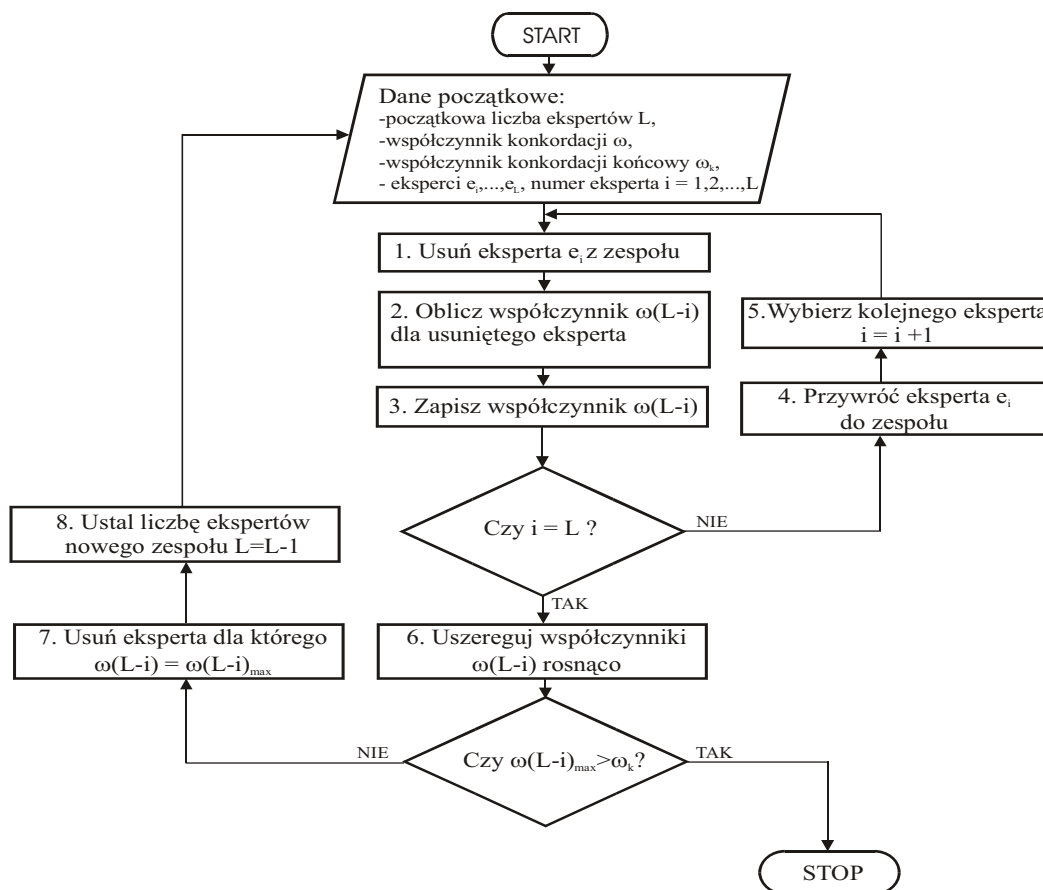 START
Dane początkowe:
-początkowa liczba ekspertów L,
-współczynnik konkordacji ω,
-współczynnik konkordacji końcowy ωₖ,
- eksperci eᵢ,...,e_L, numer eksperta i = 1,2,...,L
1. Usuń eksperta eᵢ z zespołu
2. Oblicz współczynnik ω(L-i)
dla usuniętego eksperta
3. Zapisz współczynnik ω(L-i)
5.Wybierz kolejnego eksperta
i = i +1
4. Przywróć eksperta eᵢ
do zespołu
Czy i = L ?
NIE
TAK
8. Ustal liczbę ekspertów
nowego zespołu L=L-1
7. Usuń eksperta dla którego
ω(L-i) = ω(L-i)max
6. Uszereguj współczynniki
ω(L-i) rosnąco
NIE
Czy ω(L-i)max>ωₖ?
TAK
STOP